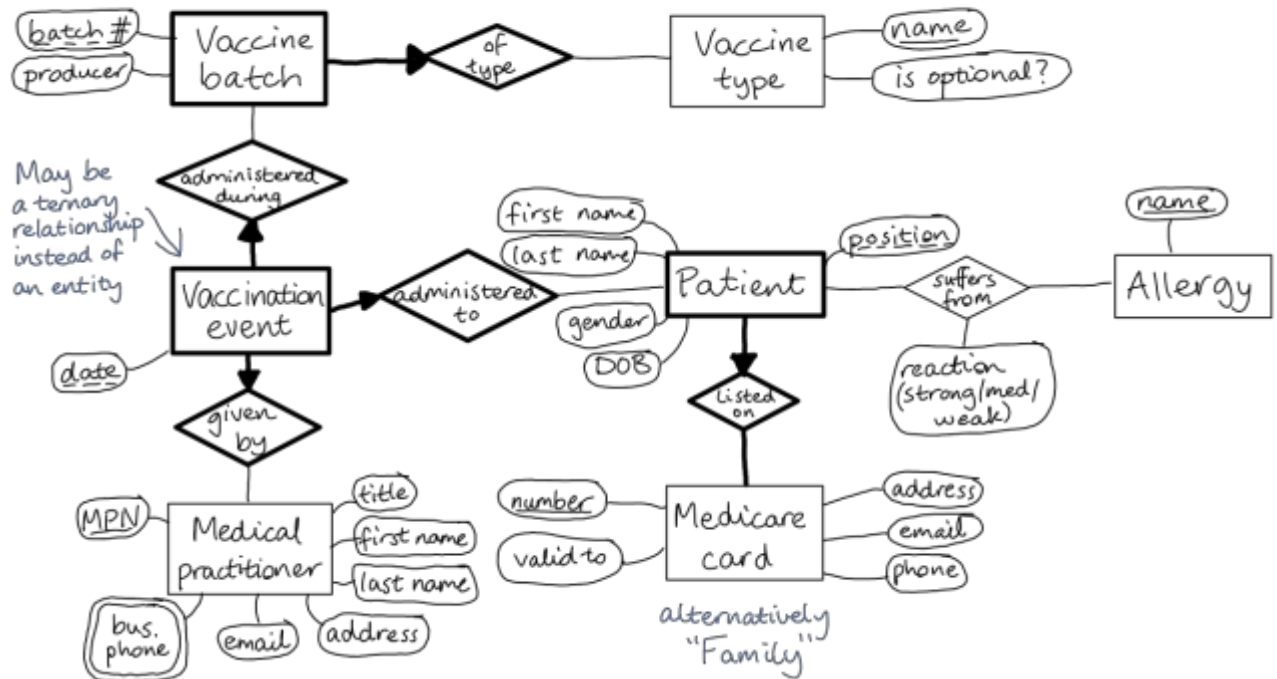 batch #
producer
Vaccine
batch
of
type
Vaccine
type
name
is optional?
May be
a ternary
relationship
instead of
an entity
administered
during
first name
last name
position
name
Vaccination
event
administered
to
Patient
suffers
from
Allergy
gender
DOB
date
reaction
(strong/med/
weak)
given
by
Listed
on
MPN
Medical
practitioner
title
first name
last name
bus.
phone
email
address
number
valid to
Medicare
card
address
email
phone
alternatively
"Family"